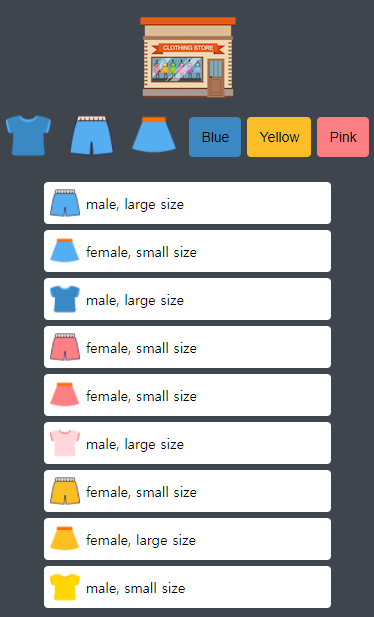 CLOTHING STORE
Blue
Yellow
Pink
male, large size
female, small size
male, large size
female, small size
female, small size
male, large size
female, small size
female, large size
male, small size